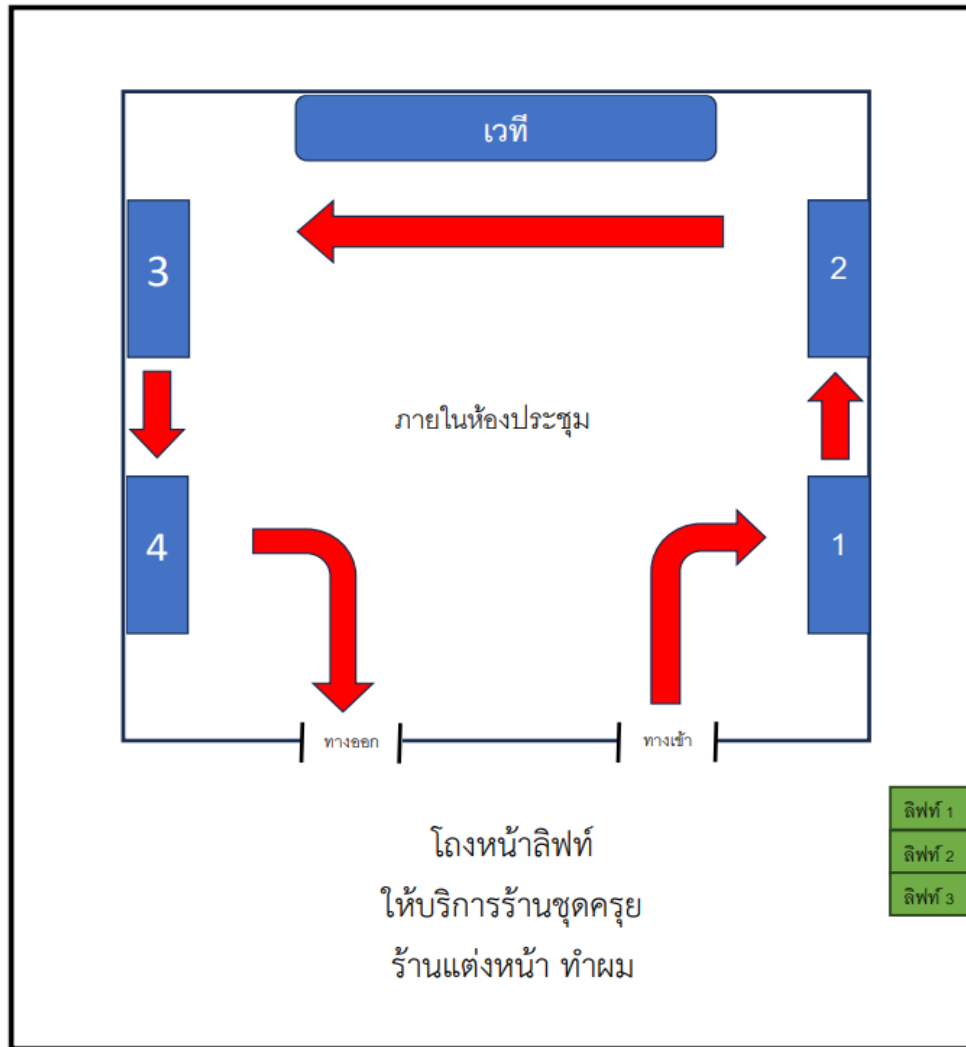 เวที
3
2
ภายในห้องประชุม
4
1
ทางออก
ทางเข้า
ลิฟท์ 1
ลิฟท์ 2
ลิฟท์ 3
โถงหน้าลิฟท์
ให้บริการร้านชุดครุย
ร้านแต่งหน้า ทำผม